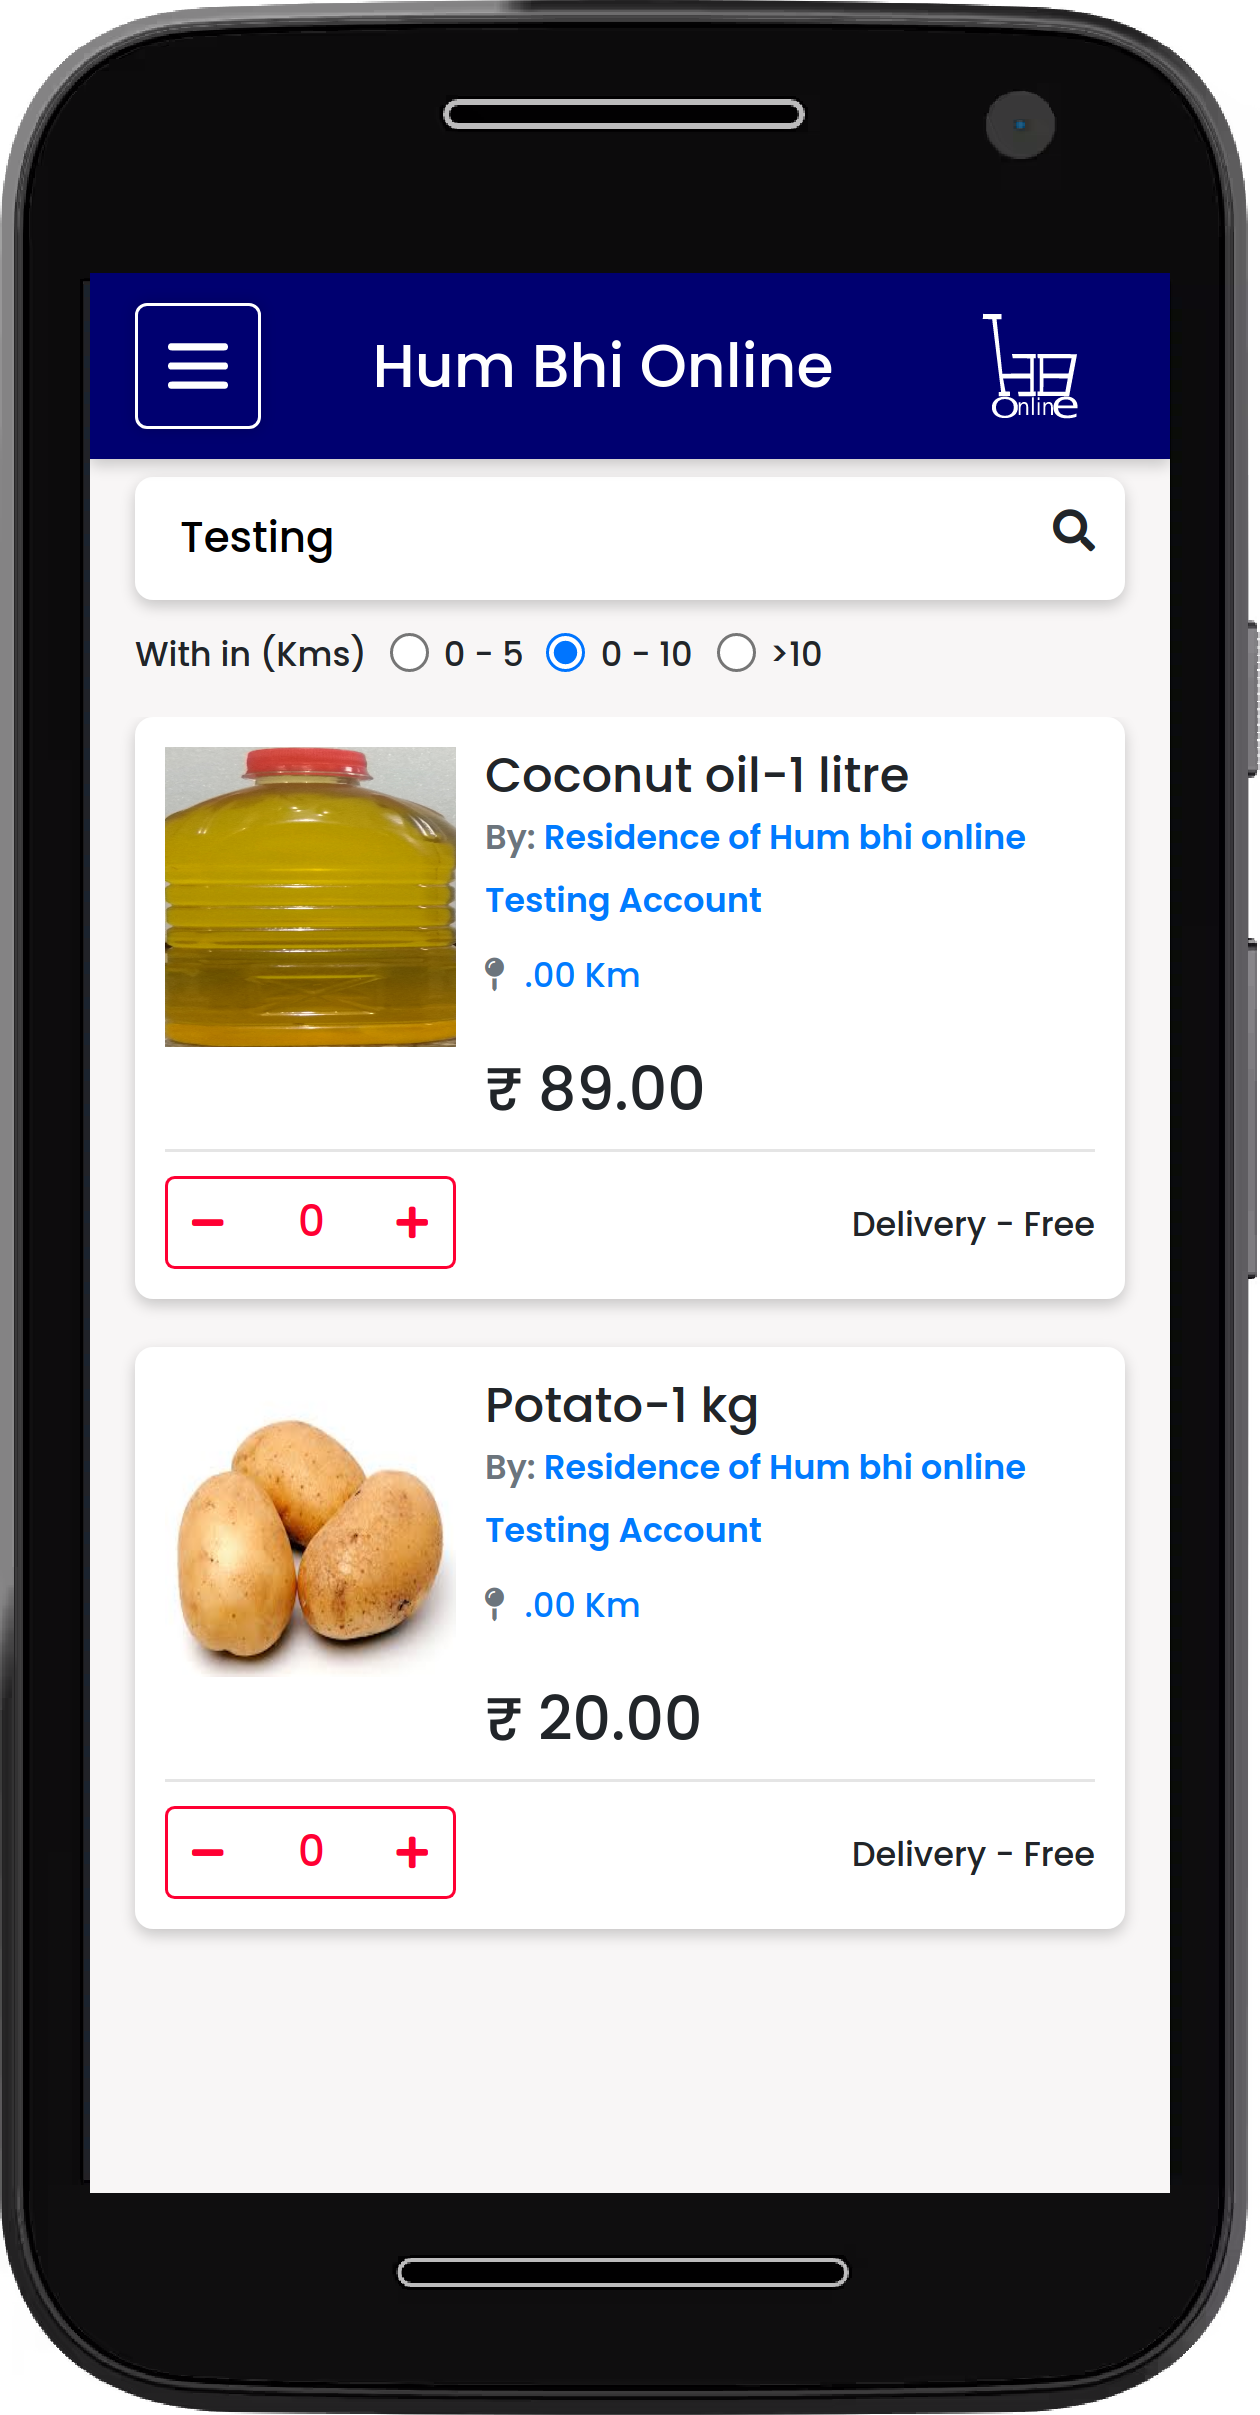 Hum Bhi Online
OnlinE
Testing
With in (Kms) 0 - 5 0 - 10 >10
Coconut oil-1 litre
By: Residence of Hum bhi online
Testing Account
.00 Km
₹ 89.00
- 0 + Delivery - Free
Potato-1 kg
By: Residence of Hum bhi online
Testing Account
.00 Km
₹ 20.00
- 0 + Delivery - Free